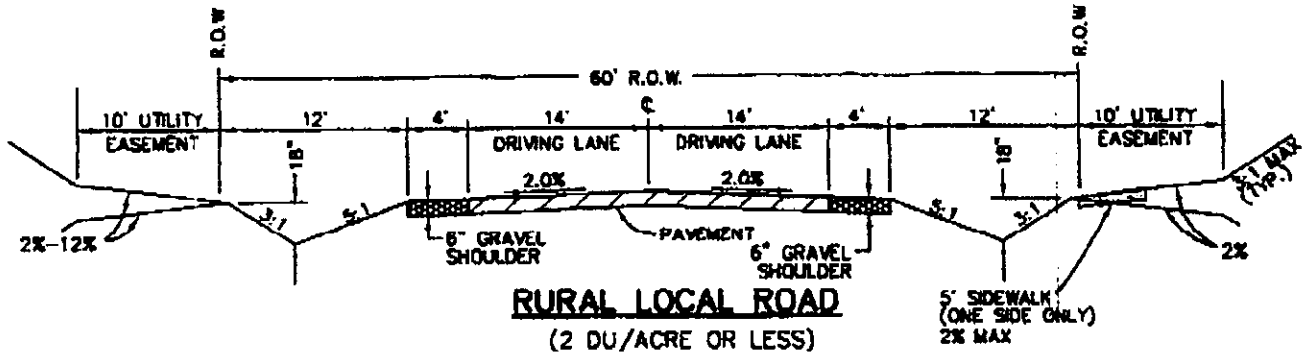 R.O.W
R.O.W
60' R.O.W.
℄
10' UTILITY
EASEMENT
12'
4'
14'
DRIVING LANE
14'
DRIVING LANE
4'
12'
10' UTILITY
EASEMENT
18"
18"
2.0%
2.0%
3:1
5:1
5:1
3:1
MAX
(TYP.)
2%-12%
6" GRAVEL
SHOULDER
PAVEMENT
6" GRAVEL
SHOULDER
2%
5' SIDEWALK
(ONE SIDE ONLY)
2% MAX
RURAL LOCAL ROAD
(2 DU/ACRE OR LESS)